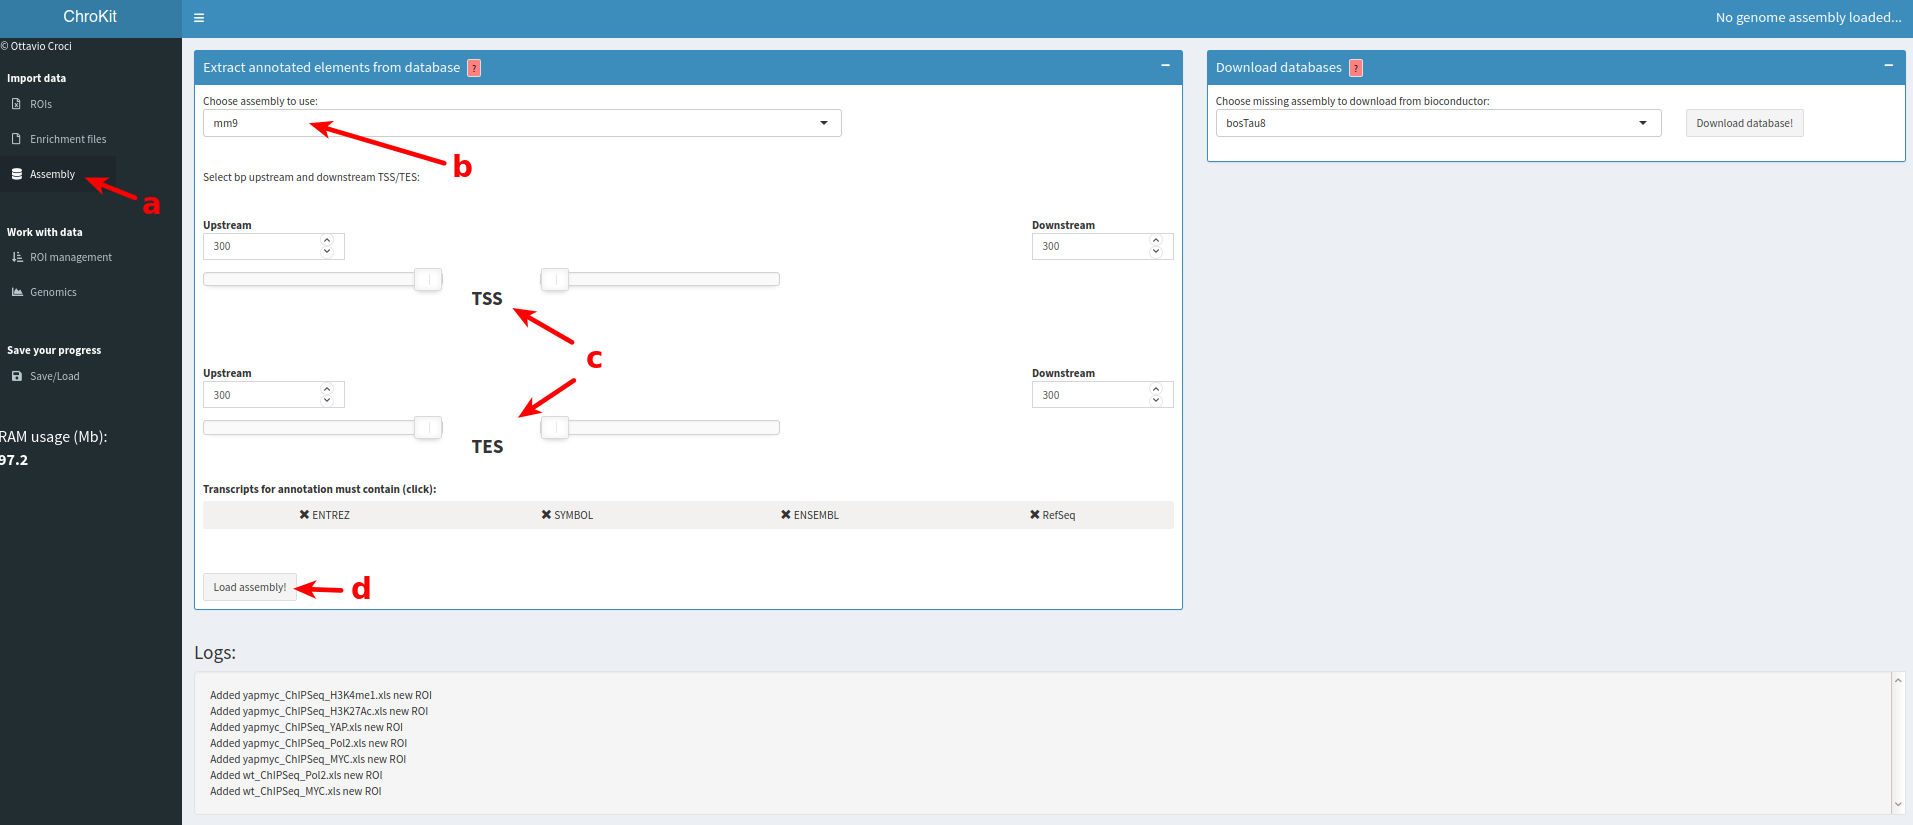 ChroKit
No genome assembly loaded...
© Ottavio Croci
Import data
ROIs
Enrichment files
Assembly
a
Work with data
ROI management
Genomics
Save your progress
Save/Load
RAM usage (Mb):
97.2
Extract annotated elements from database ?
Choose assembly to use:
mm9
b
Select bp upstream and downstream TSS/TES:
Upstream
Downstream
300
300
TSS
c
Upstream
Downstream
300
300
TES
Transcripts for annotation must contain (click):
ENTREZ
SYMBOL
ENSEMBL
RefSeq
Load assembly!
d
Download databases ?
Choose missing assembly to download from bioconductor:
bosTau8
Download database!
Logs:
Added yapmyc_ChIPSeq_H3K4me1.xls new ROI
Added yapmyc_ChIPSeq_H3K27Ac.xls new ROI
Added yapmyc_ChIPSeq_YAP.xls new ROI
Added yapmyc_ChIPSeq_Pol2.xls new ROI
Added yapmyc_ChIPSeq_MYC.xls new ROI
Added wt_ChIPSeq_Pol2.xls new ROI
Added wt_ChIPSeq_MYC.xls new ROI